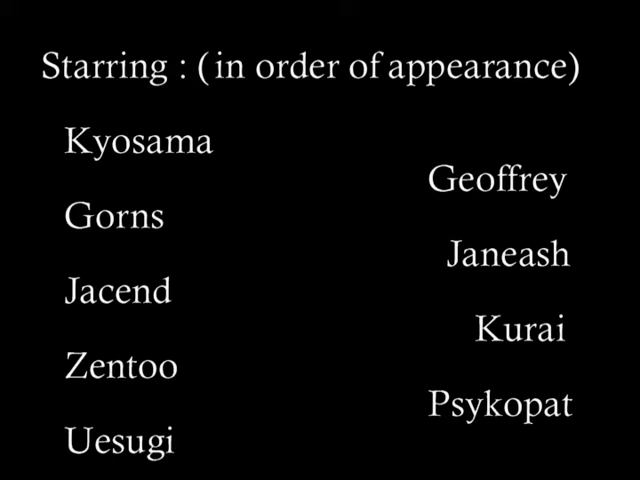 Starring : ( in order of appearance)
Kyosama
Geoffrey
Gorns
Janeash
Jacend
Kurai
Zentoo
Psykopat
Uesugi